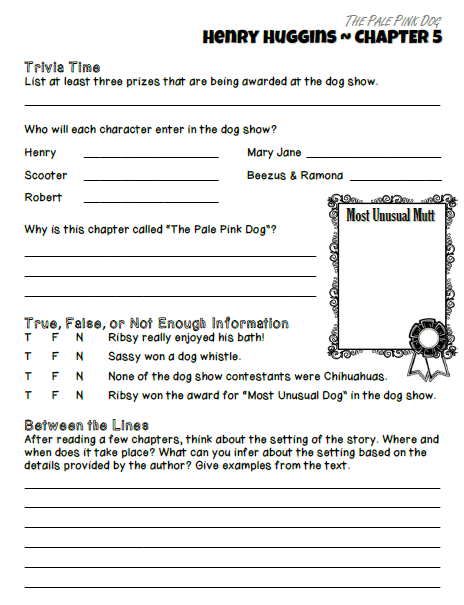 The Pale Pink Dog
Henry Huggins ~ Chapter 5
Trivia Time
List at least three prizes that are being awarded at the dog show.
Who will each character enter in the dog show?
Henry
Mary Jane
Scooter
Beezus & Ramona
Robert
Most Unusual Mutt
Why is this chapter called "The Pale Pink Dog"?
True, False, or Not Enough Information
T F N Ribsy really enjoyed his bath!
T F N Sassy won a dog whistle.
T F N None of the dog show contestants were Chihuahuas.
T F N Ribsy won the award for "Most Unusual Dog" in the dog show.
Between the Lines
After reading a few chapters, think about the setting of the story. Where and
when does it take place? What can you infer about the setting based on the
details provided by the author? Give examples from the text.